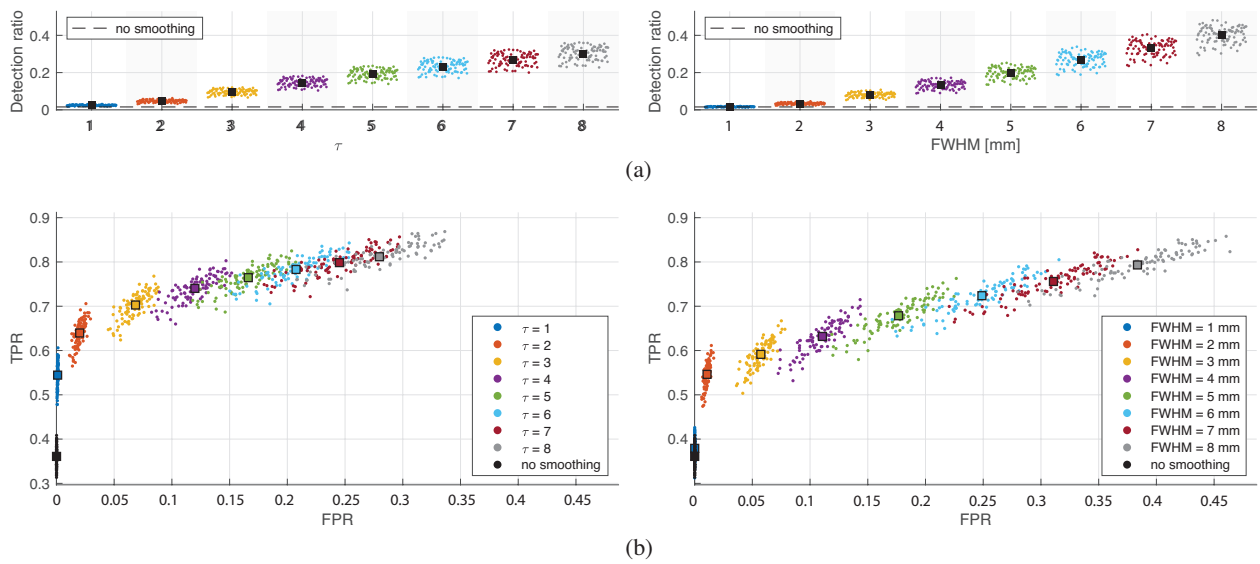 Detection ratio
0.4
0.2
0
no smoothing
1 2 3 4 5 6 7 8
τ
Detection ratio
0.4
0.2
0
no smoothing
1 2 3 4 5 6 7 8
FWHM [mm]
(a)
TPR
0.9
0.8
0.7
0.6
0.5
0.4
0.3
0 0.05 0.1 0.15 0.2 0.25 0.3 0.35 0.4 0.45
FPR
τ = 1
τ = 2
τ = 3
τ = 4
τ = 5
τ = 6
τ = 7
τ = 8
no smoothing
TPR
0.9
0.8
0.7
0.6
0.5
0.4
0.3
0 0.05 0.1 0.15 0.2 0.25 0.3 0.35 0.4 0.45
FPR
FWHM = 1 mm
FWHM = 2 mm
FWHM = 3 mm
FWHM = 4 mm
FWHM = 5 mm
FWHM = 6 mm
FWHM = 7 mm
FWHM = 8 mm
no smoothing
(b)